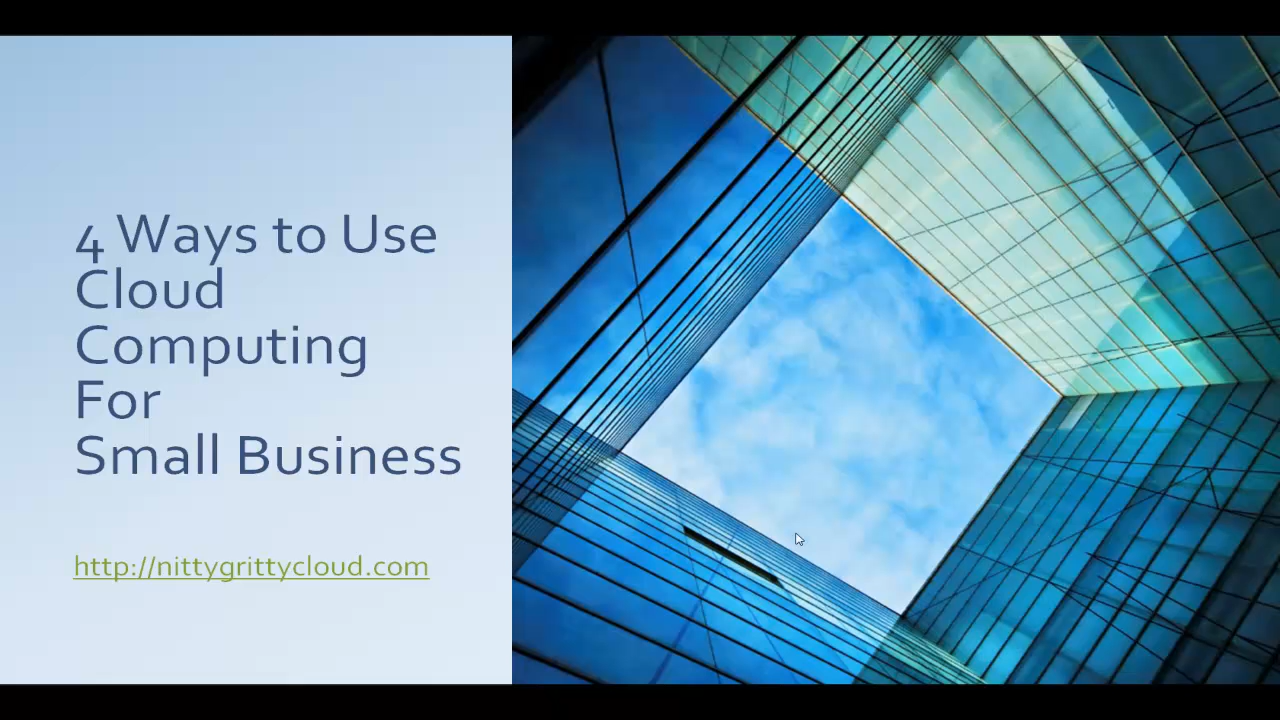 4 Ways to Use
Cloud
Computing
For
Small Business
http://nittygrittycloud.com